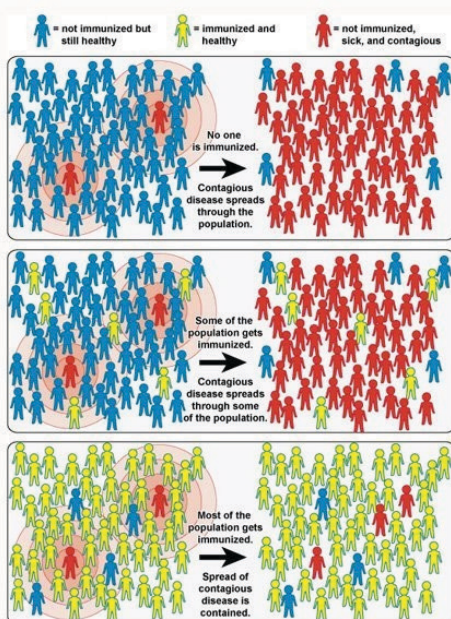 = not immunized but
still healthy
= immunized and
healthy
= not immunized,
sick, and contagious
No one
is immunized.
Contagious
disease spreads
through the
population.
Some of the
population gets
immunized.
Contagious
disease spreads
through some
of the population.
Most of the
population gets
immunized.
Spread of
contagious
disease is
contained.